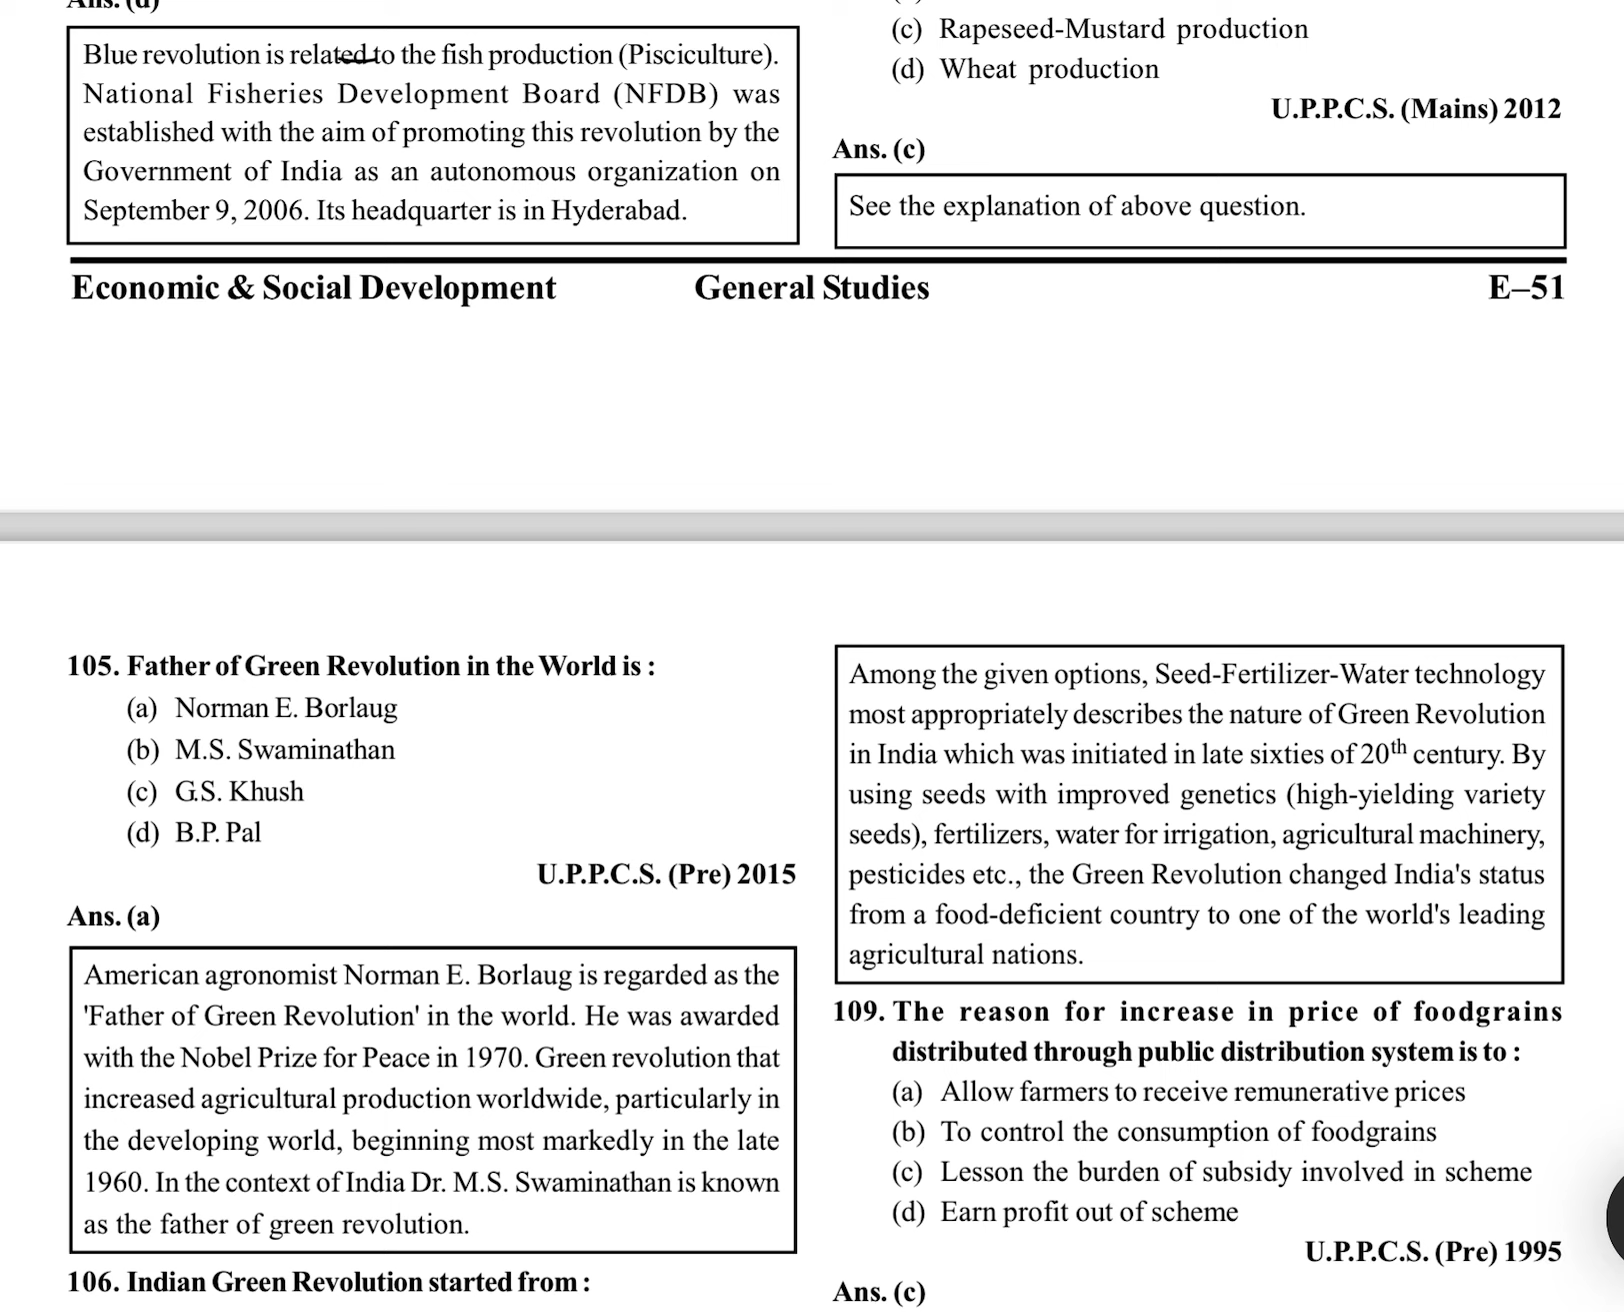 Ans. (d)
Blue revolution is related to the fish production (Pisciculture).
National Fisheries Development Board (NFDB) was
established with the aim of promoting this revolution by the
Government of India as an autonomous organization on
September 9, 2006. Its headquarter is in Hyderabad.
(c) Rapeseed-Mustard production
(d) Wheat production
U.P.P.C.S. (Mains) 2012
Ans. (c)
See the explanation of above question.
Economic & Social Development General Studies E–51
105. Father of Green Revolution in the World is :
(a) Norman E. Borlaug
(b) M.S. Swaminathan
(c) G.S. Khush
(d) B.P. Pal
U.P.P.C.S. (Pre) 2015
Ans. (a)
American agronomist Norman E. Borlaug is regarded as the
'Father of Green Revolution' in the world. He was awarded
with the Nobel Prize for Peace in 1970. Green revolution that
increased agricultural production worldwide, particularly in
the developing world, beginning most markedly in the late
1960. In the context of India Dr. M.S. Swaminathan is known
as the father of green revolution.
106. Indian Green Revolution started from :
Among the given options, Seed-Fertilizer-Water technology
most appropriately describes the nature of Green Revolution
in India which was initiated in late sixties of 20th century. By
using seeds with improved genetics (high-yielding variety
seeds), fertilizers, water for irrigation, agricultural machinery,
pesticides etc., the Green Revolution changed India's status
from a food-deficient country to one of the world's leading
agricultural nations.
109. The reason for increase in price of foodgrains
distributed through public distribution system is to :
(a) Allow farmers to receive remunerative prices
(b) To control the consumption of foodgrains
(c) Lesson the burden of subsidy involved in scheme
(d) Earn profit out of scheme
U.P.P.C.S. (Pre) 1995
Ans. (c)